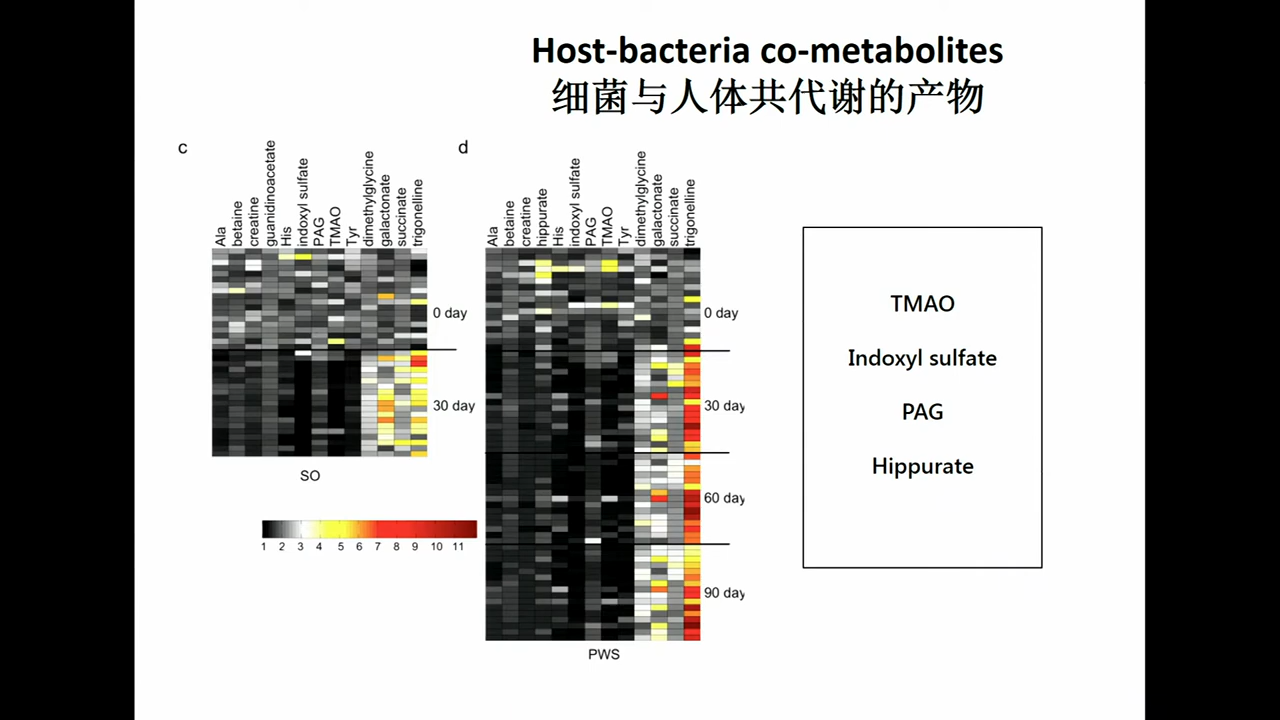 Host-bacteria co-metabolites
细菌与人体共代谢的产物
c
Ala
betaine
creatine
guanidinoacetate
His
indoxyl sulfate
PAG
TMAO
Tyr
dimethylglycine
galactonate
succinate
trigonelline
0 day
30 day
SO
1 2 3 4 5 6 7 8 9 10 11
d
Ala
betaine
creatine
hippurate
His
indoxyl sulfate
PAG
TMAO
Tyr
dimethylglycine
galactonate
succinate
trigonelline
0 day
30 day
60 day
90 day
PWS
TMAO
Indoxyl sulfate
PAG
Hippurate